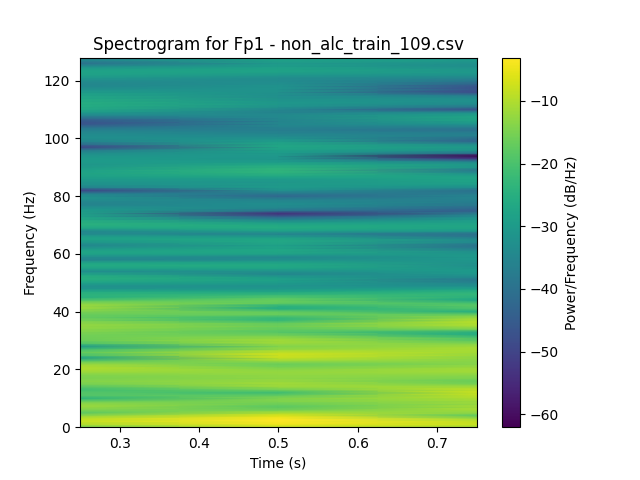 Spectrogram for Fp1 - non_alc_train_109.csv
120
100
80
60
40
20
0
Frequency (Hz)
0.3 0.4 0.5 0.6 0.7
Time (s)
−10
−20
−30
−40
−50
−60
Power/Frequency (dB/Hz)